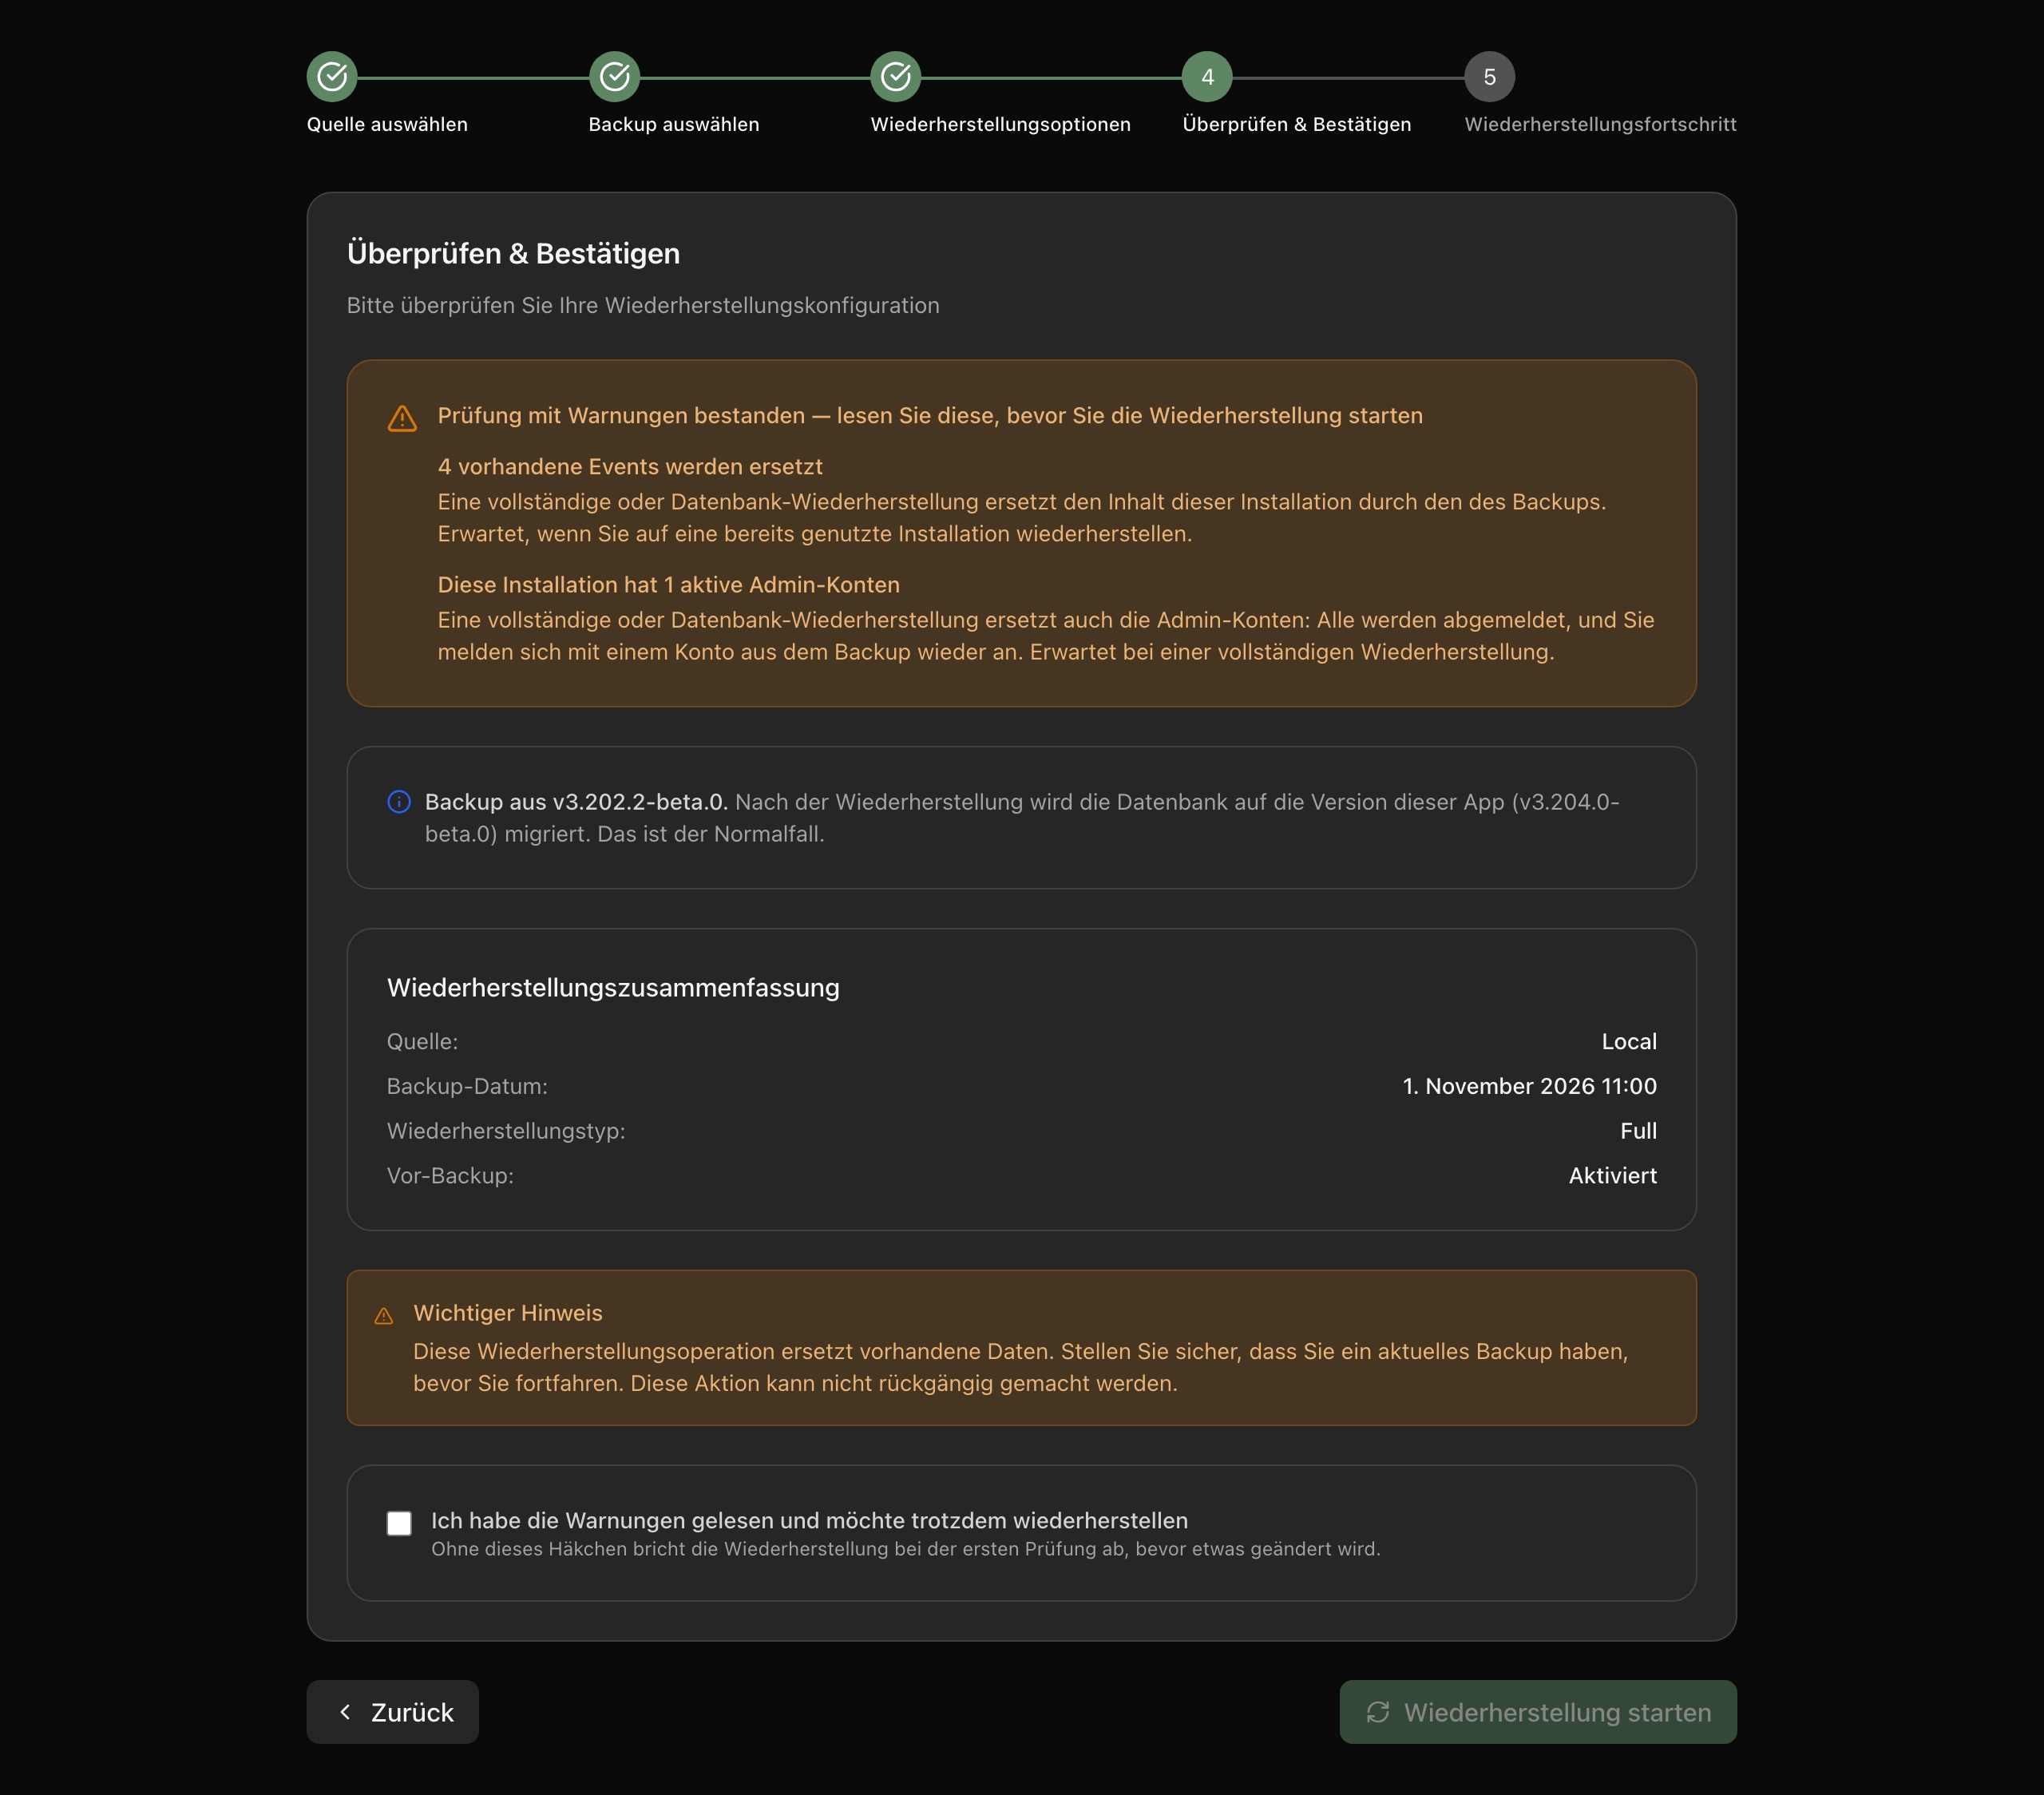 Quelle auswählen
Backup auswählen
Wiederherstellungsoptionen
4
Überprüfen & Bestätigen
5
Wiederherstellungsfortschritt
Überprüfen & Bestätigen
Bitte überprüfen Sie Ihre Wiederherstellungskonfiguration
Prüfung mit Warnungen bestanden — lesen Sie diese, bevor Sie die Wiederherstellung starten
4 vorhandene Events werden ersetzt
Eine vollständige oder Datenbank-Wiederherstellung ersetzt den Inhalt dieser Installation durch den des Backups.
Erwartet, wenn Sie auf eine bereits genutzte Installation wiederherstellen.
Diese Installation hat 1 aktive Admin-Konten
Eine vollständige oder Datenbank-Wiederherstellung ersetzt auch die Admin-Konten: Alle werden abgemeldet, und Sie
melden sich mit einem Konto aus dem Backup wieder an. Erwartet bei einer vollständigen Wiederherstellung.
Backup aus v3.202.2-beta.0. Nach der Wiederherstellung wird die Datenbank auf die Version dieser App (v3.204.0-
beta.0) migriert. Das ist der Normalfall.
Wiederherstellungszusammenfassung
Quelle: Local
Backup-Datum: 1. November 2026 11:00
Wiederherstellungstyp: Full
Vor-Backup: Aktiviert
Wichtiger Hinweis
Diese Wiederherstellungsoperation ersetzt vorhandene Daten. Stellen Sie sicher, dass Sie ein aktuelles Backup haben,
bevor Sie fortfahren. Diese Aktion kann nicht rückgängig gemacht werden.
Ich habe die Warnungen gelesen und möchte trotzdem wiederherstellen
Ohne dieses Häkchen bricht die Wiederherstellung bei der ersten Prüfung ab, bevor etwas geändert wird.
Zurück
Wiederherstellung starten